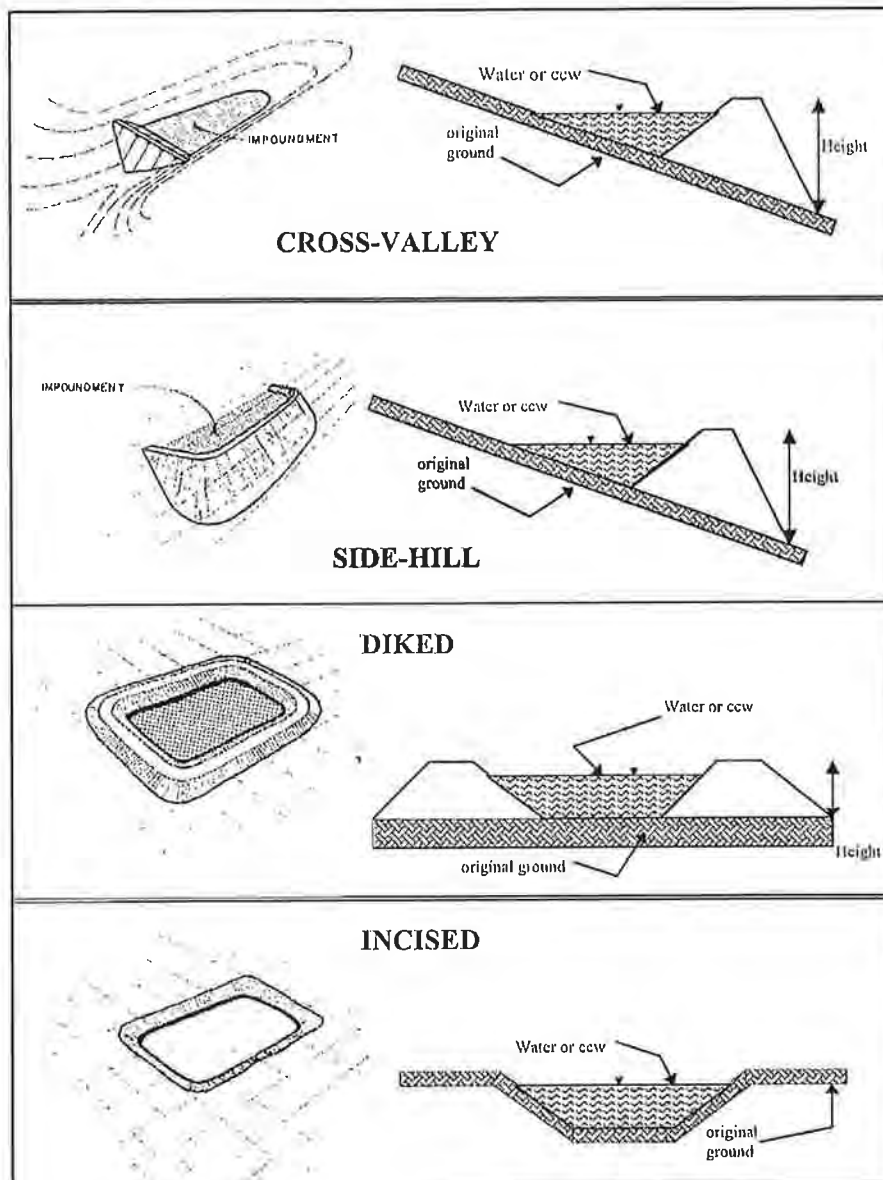 Water or ccw
IMPOUNDMENT
original
ground
Height
CROSS-VALLEY
IMPOUNDMENT
Water or ccw
original
ground
Height
SIDE-HILL
DIKED
Water or ccw
original ground
Height
INCISED
Water or ccw
original
ground